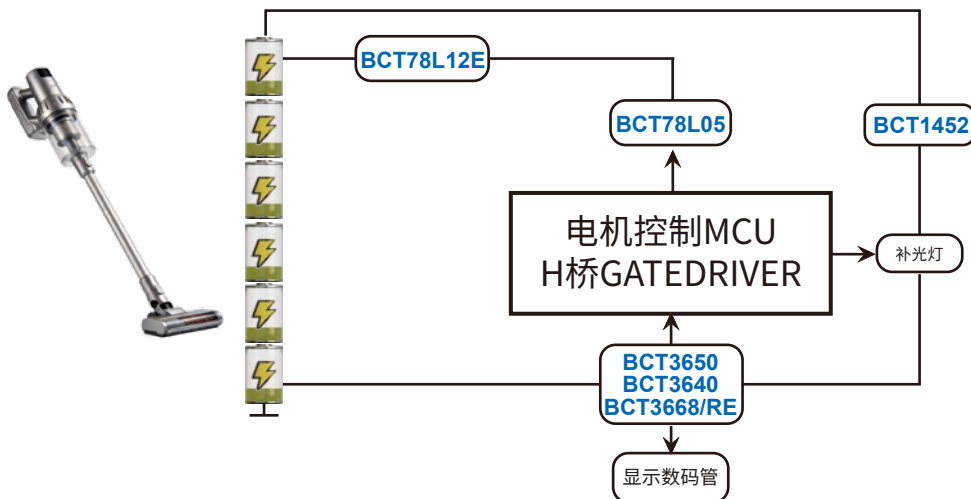 BCT78L12E
BCT78L05
BCT1452
电机控制MCU
H桥GATEDRIVER
补光灯
BCT3650
BCT3640
BCT3668/RE
显示数码管